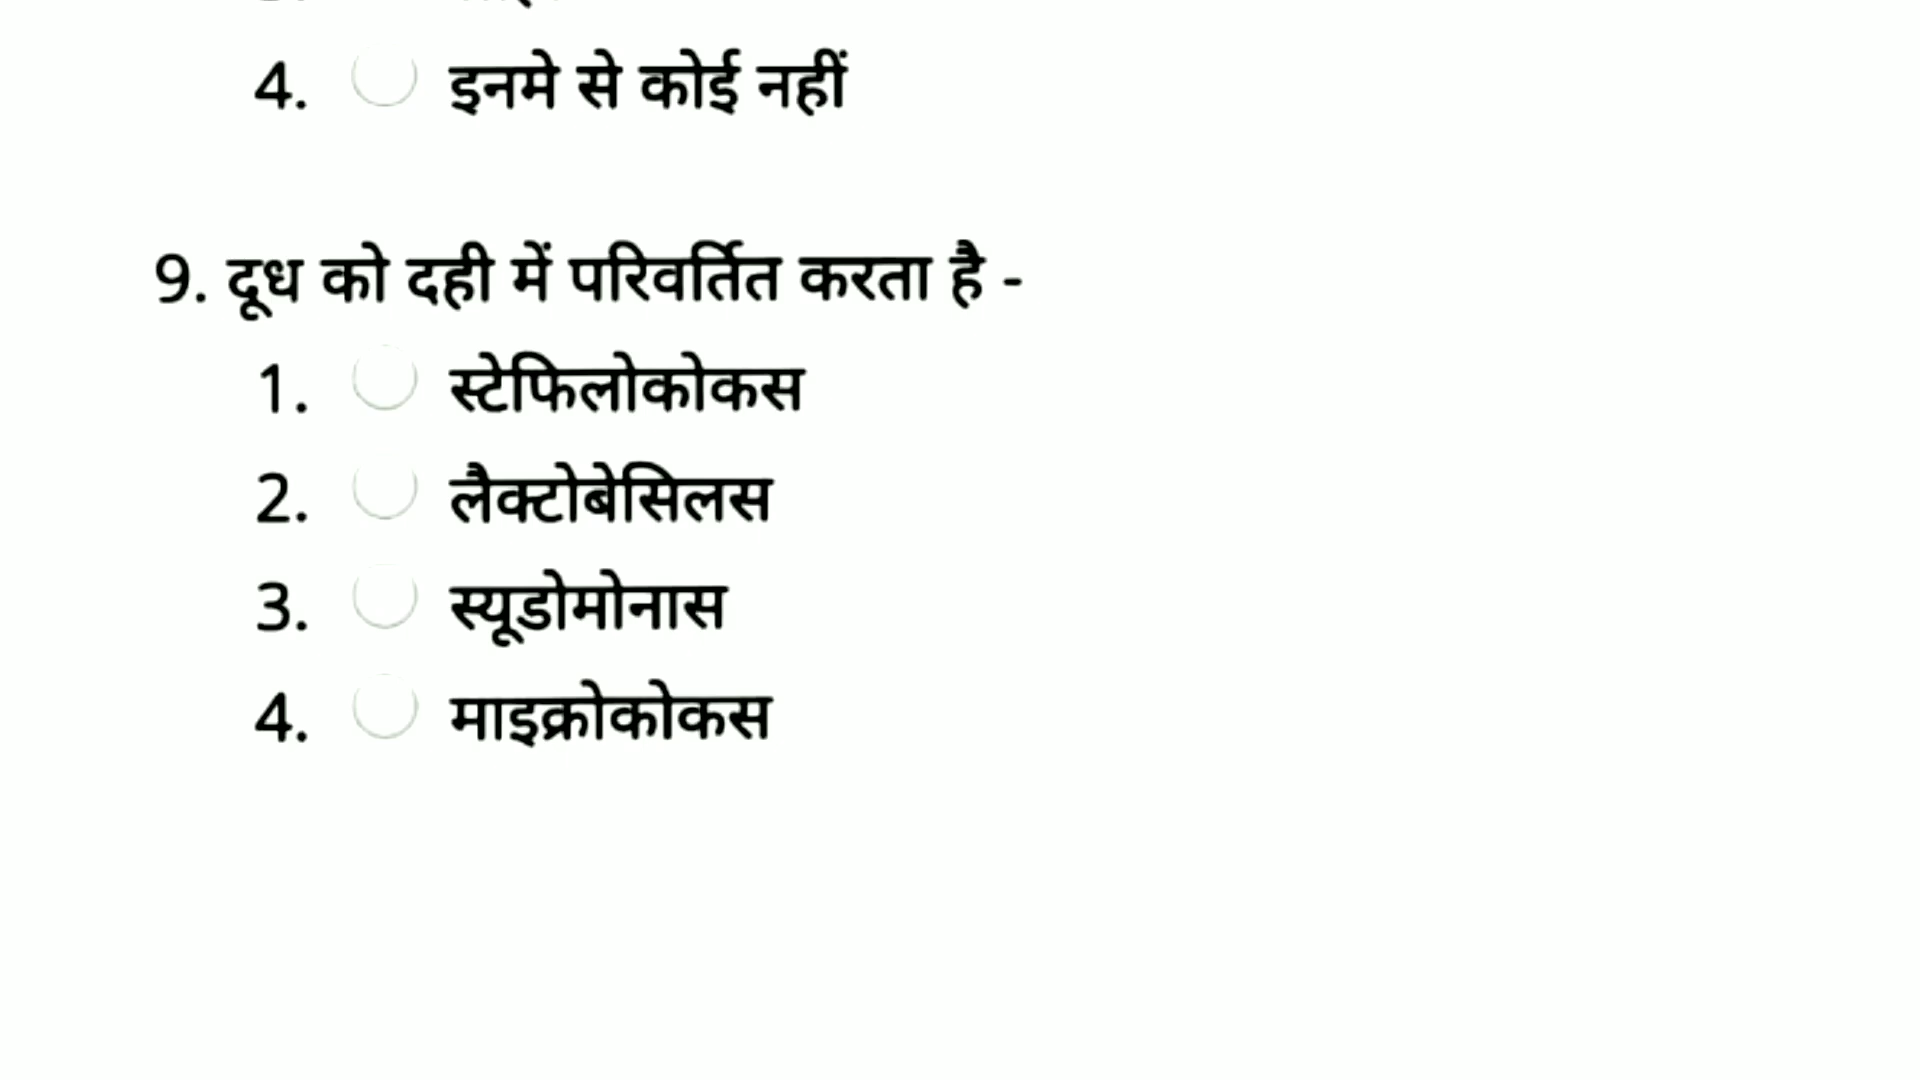 4. इनमे से कोई नहीं
9. दूध को दही में परिवर्तित करता है -
1. स्टेफिलोकोकस
2. लैक्टोबेसिलस
3. स्यूडोमोनास
4. माइक्रोकोकस